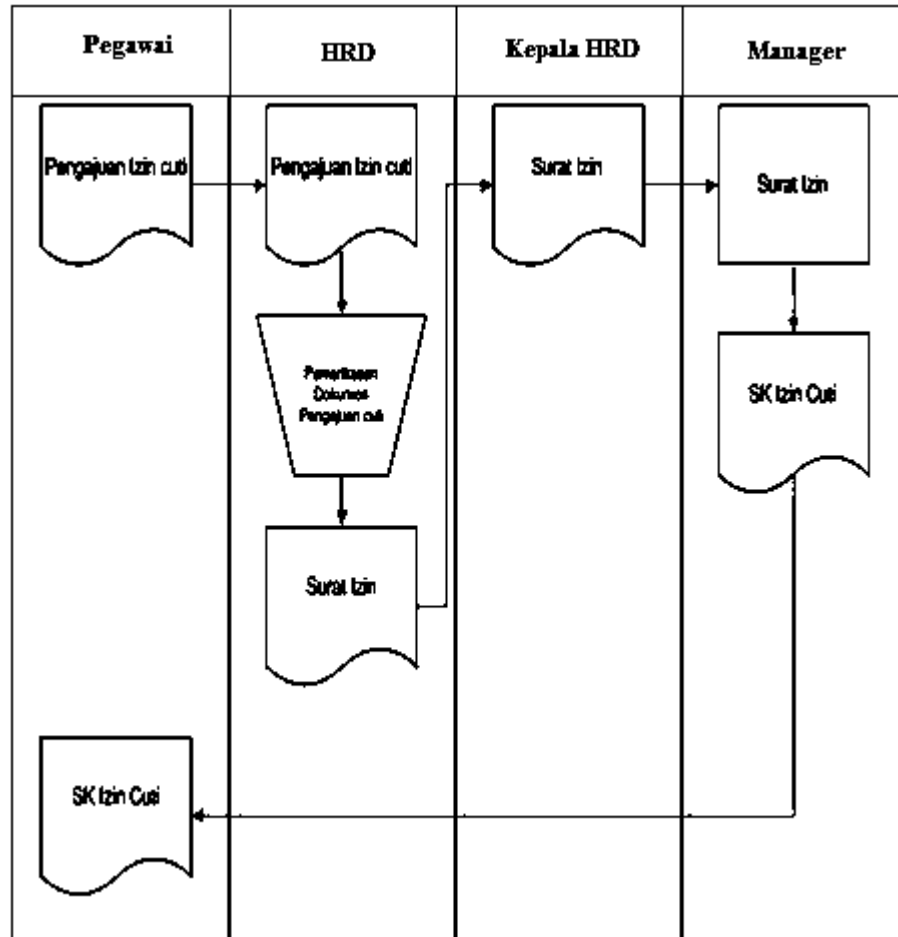 Pegawai
HRD
Kepala HRD
Manager
Pengajuan Izin cuti
Pengajuan Izin cuti
Surat Izin
Surat Izin
Pemeriksaan
Dokumen
Pengajuan cuti
SK Izin Cuti
Surat Izin
SK Izin Cuti